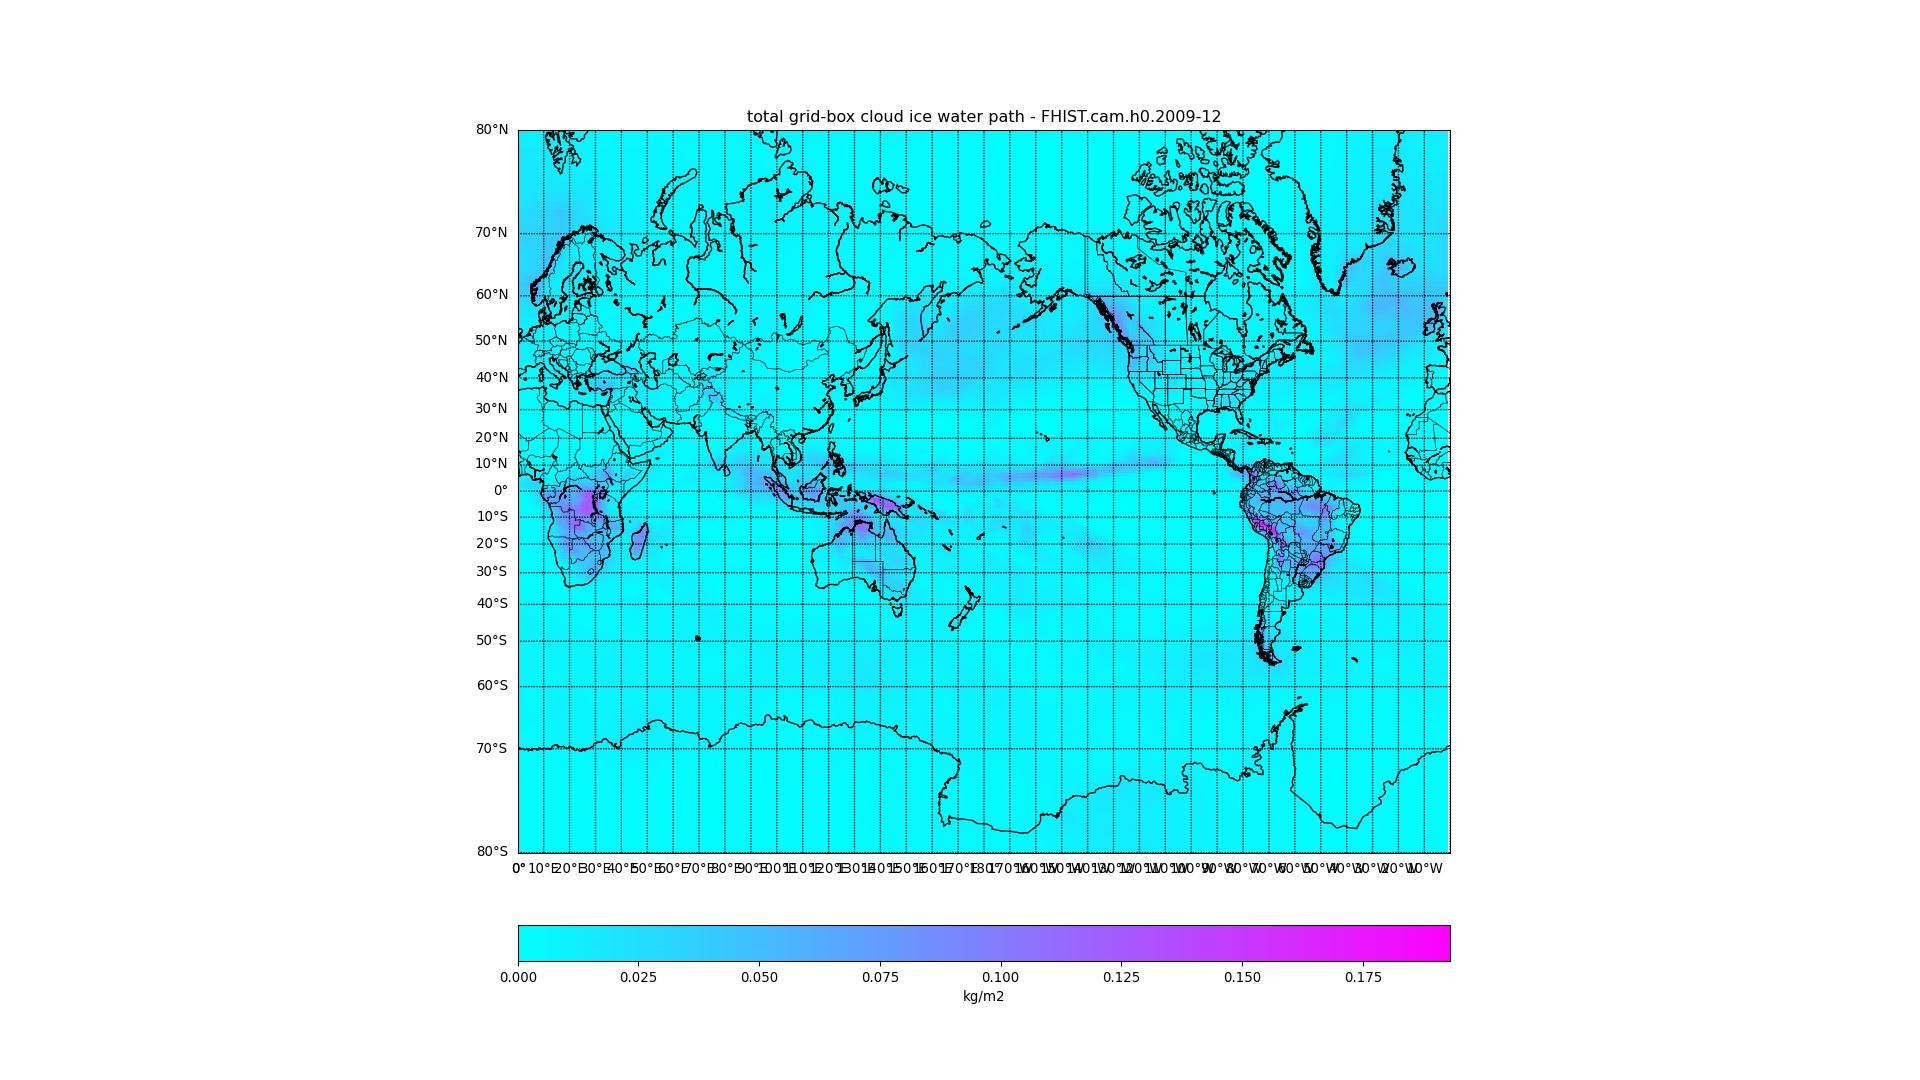 total grid-box cloud ice water path - FHIST.cam.h0.2009-12
80°N
70°N
60°N
50°N
40°N
30°N
20°N
10°N
0°
10°S
20°S
30°S
40°S
50°S
60°S
70°S
80°S
0° 10°E 20°E 30°E 40°E 50°E 60°E 70°E 80°E 90°E 100°E 110°E 120°E 130°E 140°E 150°E 160°E 170°E 180° 170°W 160°W 150°W 140°W 130°W 120°W 110°W 100°W 90°W 80°W 70°W 60°W 50°W 40°W 30°W 20°W 10°W
0.000 0.025 0.050 0.075 0.100 0.125 0.150 0.175
kg/m2